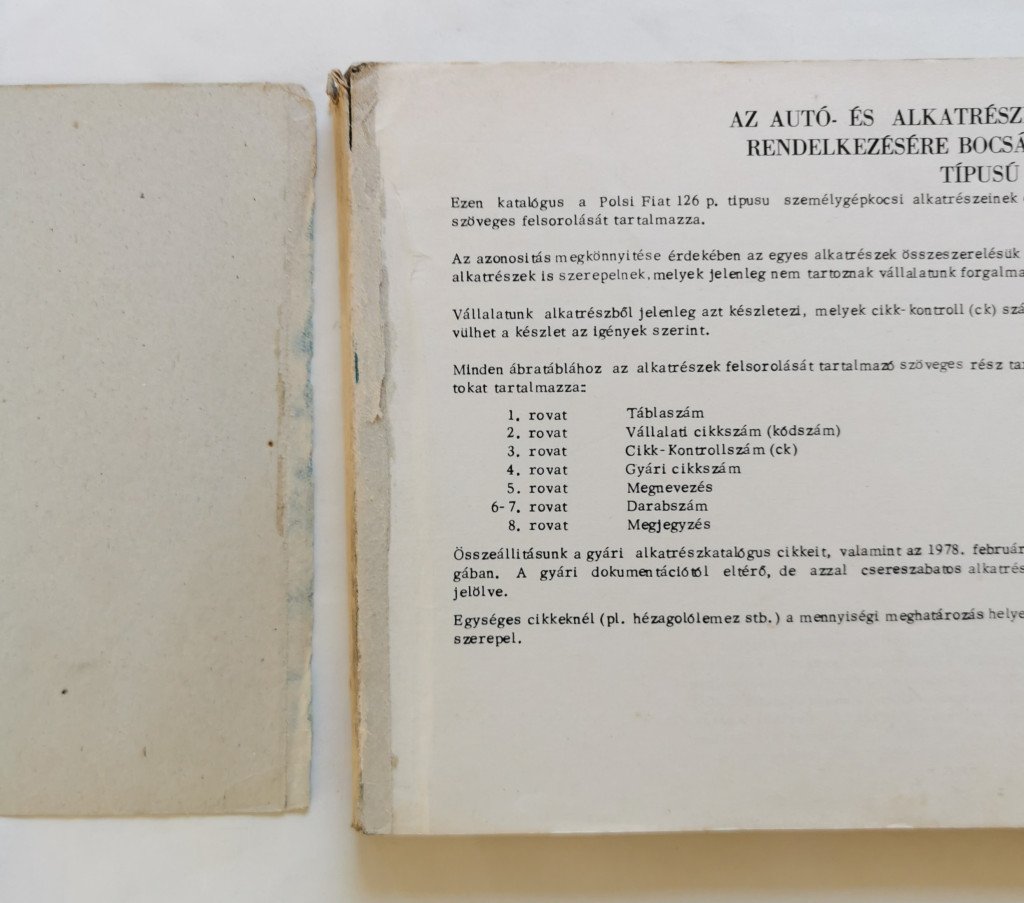 AZ AUTÓ- ÉS ALKATRÉSZ
RENDELKEZÉSÉRE BOCSÁ
TÍPUSÚ
Ezen katalógus a Polsi Fiat 126 p. tipusu személygépkocsi alkatrészeinek
szöveges felsorolását tartalmazza.
Az azonositás megkönnyitése érdekében az egyes alkatrészek összeszerelésük
alkatrészek is szerepelnek, melyek jelenleg nem tartoznak vállalatunk forgalma
Vállalatunk alkatrészből jelenleg azt készletezi, melyek cikk-kontroll (ck) szá
vülhet a készlet az igények szerint.
Minden ábratáblához az alkatrészek felsorolását tartalmazó szöveges rész ta
tokat tartalmazza:
1. rovat Táblaszám
2. rovat Vállalati cikkszám (kódszám)
3. rovat Cikk-Kontrollszám (ck)
4. rovat Gyári cikkszám
5. rovat Megnevezés
6-7. rovat Darabszám
8. rovat Megjegyzés
Összeállitásunk a gyári alkatrészkatalógus cikkeit, valamint az 1978. február
gában. A gyári dokumentációtól eltérő, de azzal csereszabatos alkatrés
jelölve.
Egységes cikkeknél (pl. hézagolólemez stb.) a mennyiségi meghatározás helye
szerepel.